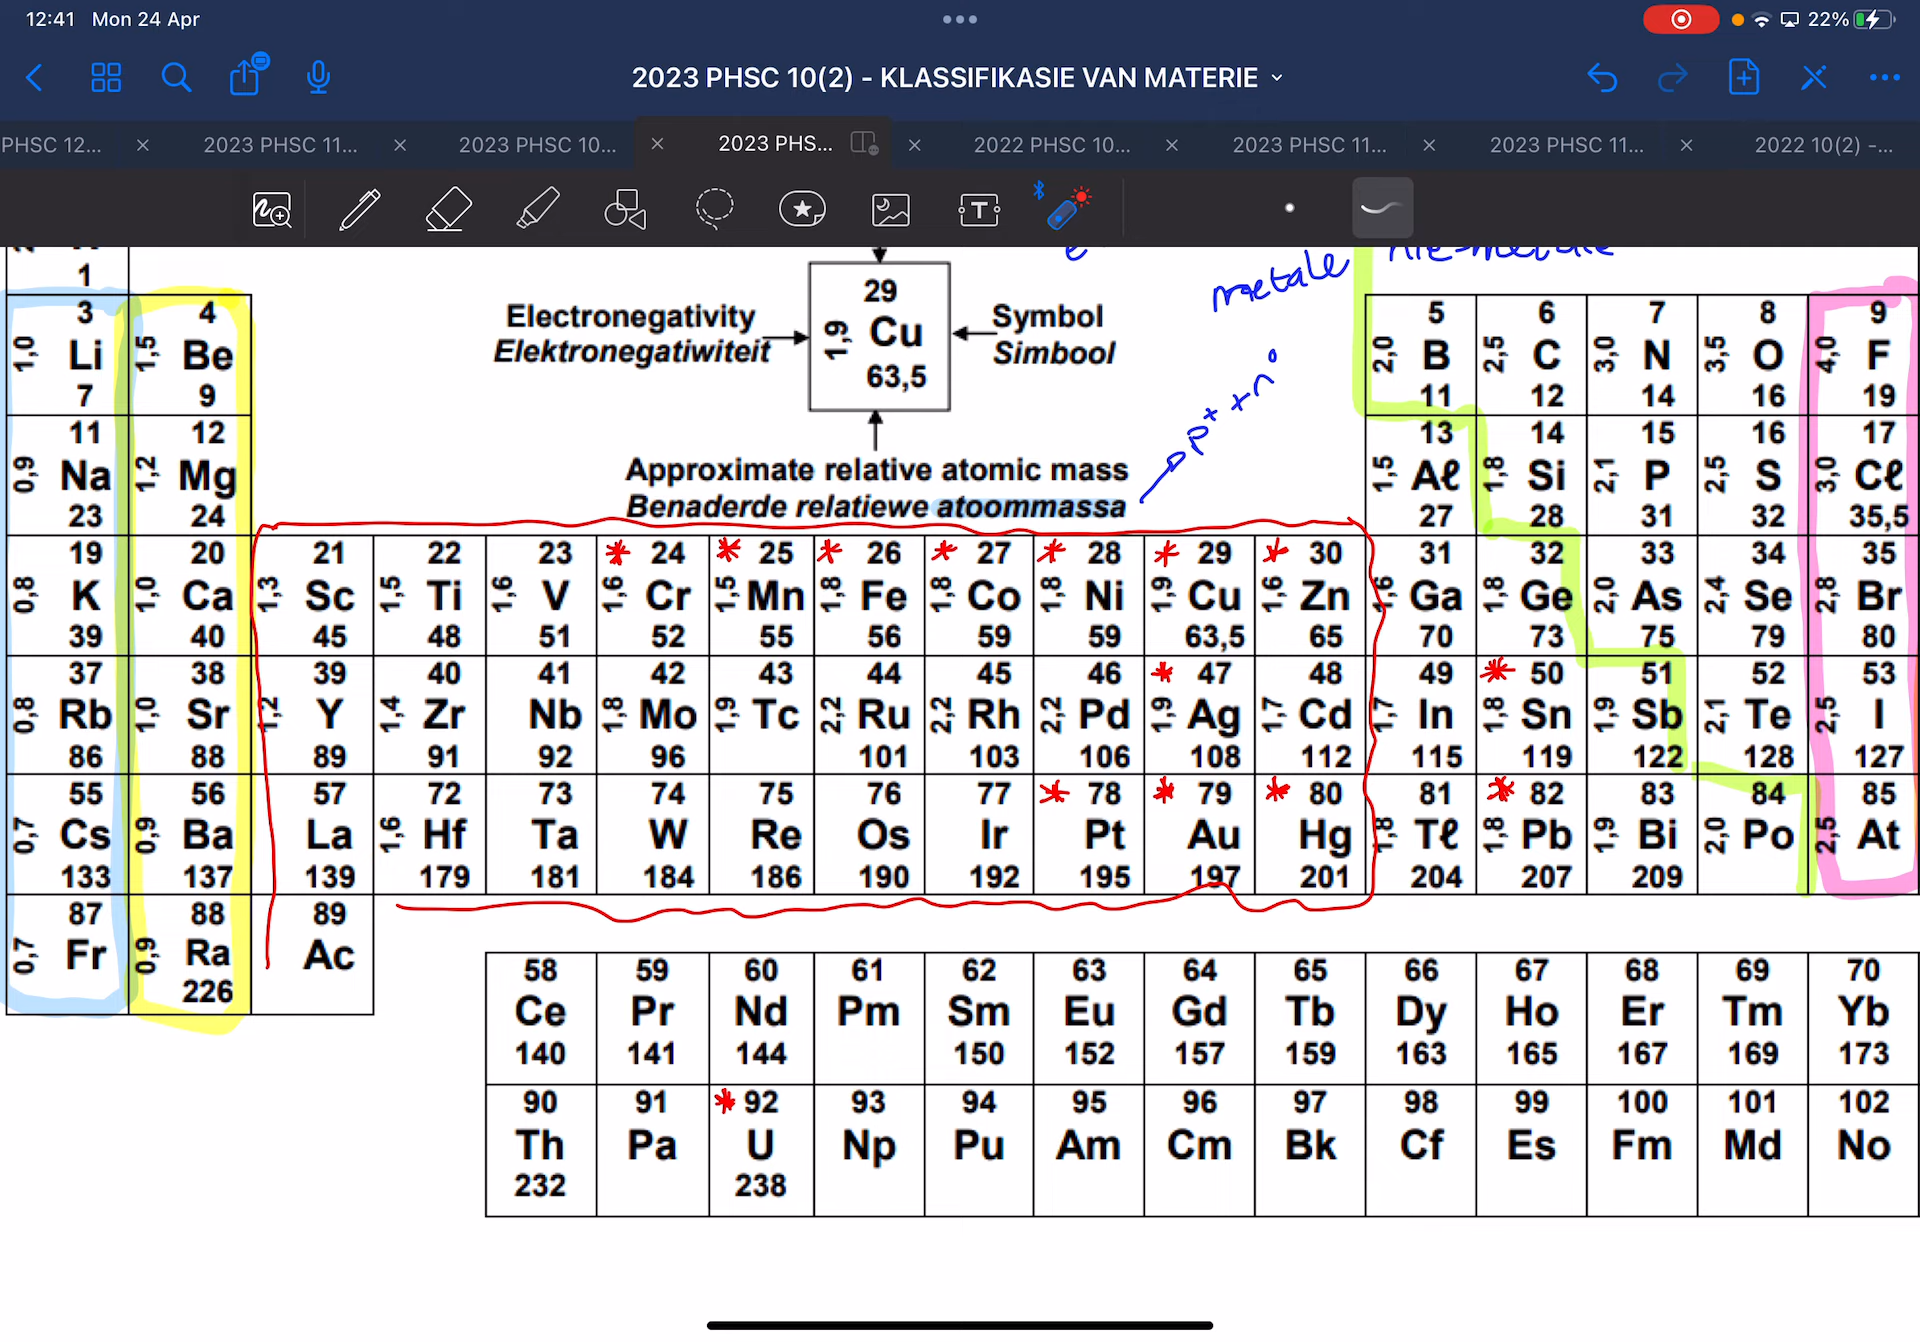 12:41 Mon 24 Apr
22%
2023 PHSC 10(2) - KLASSIFIKASIE VAN MATERIE
PHSC 12... 2023 PHSC 11... 2023 PHSC 10... 2023 PHS... 2022 PHSC 10... 2023 PHSC 11... 2023 PHSC 11... 2022 10(2) -...
e metale nie-metale
1
29
Electronegativity 1,9 Cu Symbol
Elektronegatiwiteit 63,5 Simbool
Approximate relative atomic mass
Benaderde relatiewe atoommassa
p⁺ + n⁰
3 4 5 6 7 8 9
1,0 Li 1,5 Be 2,0 B 2,5 C 3,0 N 3,5 O 4,0 F
7 9 11 12 14 16 19
11 12 13 14 15 16 17
0,9 Na 1,2 Mg 1,5 Aℓ 1,8 Si 2,1 P 2,5 S 3,0 Cℓ
23 24 27 28 31 32 35,5
19 20 21 22 23 * 24 * 25 * 26 * 27 * 28 * 29 * 30 31 32 33 34 35
0,8 K 1,0 Ca 1,3 Sc 1,5 Ti 1,6 V 1,6 Cr 1,5 Mn 1,8 Fe 1,8 Co 1,8 Ni 1,9 Cu 1,6 Zn 1,6 Ga 1,8 Ge 2,0 As 2,4 Se 2,8 Br
39 40 45 48 51 52 55 56 59 59 63,5 65 70 73 75 79 80
37 38 39 40 41 42 43 44 45 46 * 47 48 49 * 50 51 52 53
0,8 Rb 1,0 Sr 1,2 Y 1,4 Zr Nb 1,8 Mo 1,9 Tc 2,2 Ru 2,2 Rh 2,2 Pd 1,9 Ag 1,7 Cd 1,7 In 1,8 Sn 1,9 Sb 2,1 Te 2,5 I
86 88 89 91 92 96 101 103 106 108 112 115 119 122 128 127
55 56 57 72 73 74 75 76 77 * 78 * 79 * 80 81 * 82 83 84 85
0,7 Cs 0,9 Ba La 1,6 Hf Ta W Re Os Ir Pt Au Hg 1,8 Tℓ 1,8 Pb 1,9 Bi 2,0 Po 2,5 At
133 137 139 179 181 184 186 190 192 195 197 201 204 207 209
87 88 89
0,7 Fr 0,9 Ra Ac
226
58 59 60 61 62 63 64 65 66 67 68 69 70
Ce Pr Nd Pm Sm Eu Gd Tb Dy Ho Er Tm Yb
140 141 144 150 152 157 159 163 165 167 169 173
90 91 * 92 93 94 95 96 97 98 99 100 101 102
Th Pa U Np Pu Am Cm Bk Cf Es Fm Md No
232 238